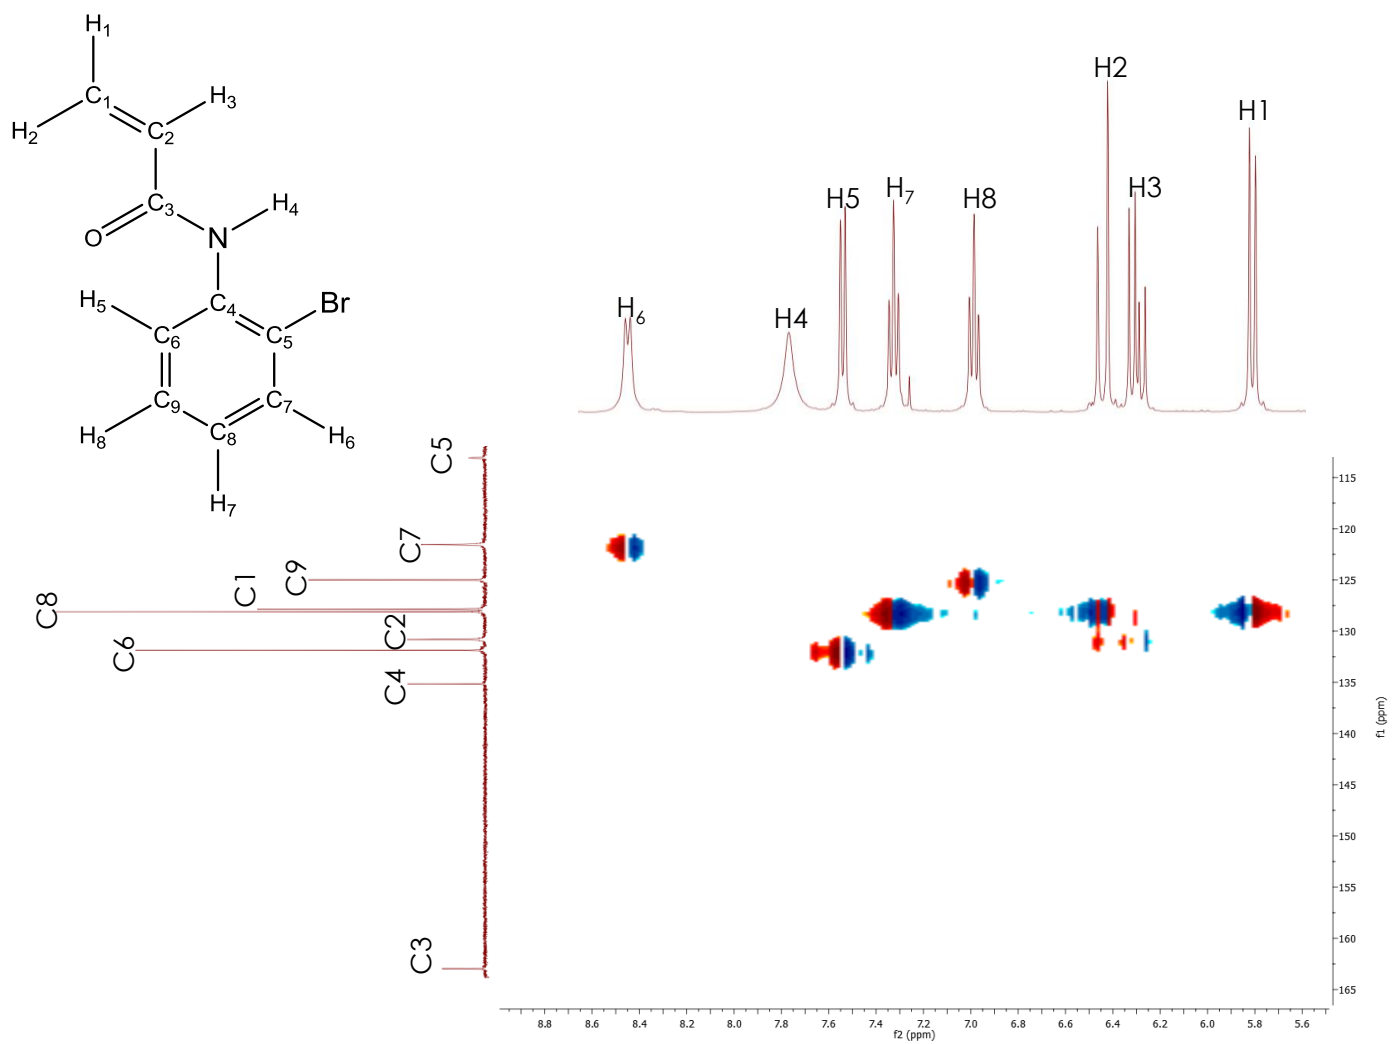 H1
H2
C1
H3
C2
C3
H4
O
N
H5
C4
Br
C6
C5
C9
C7
H8
C8
H6
H7
H6
H4
H5
H7
H8
H2
H3
H1
C5
C7
C9
C1
C8
C2
C6
C4
C3
115
120
125
130
135
140
145
150
155
160
165
f1 (ppm)
8.8 8.6 8.4 8.2 8.0 7.8 7.6 7.4 7.2 7.0 6.8 6.6 6.4 6.2 6.0 5.8 5.6
f2 (ppm)